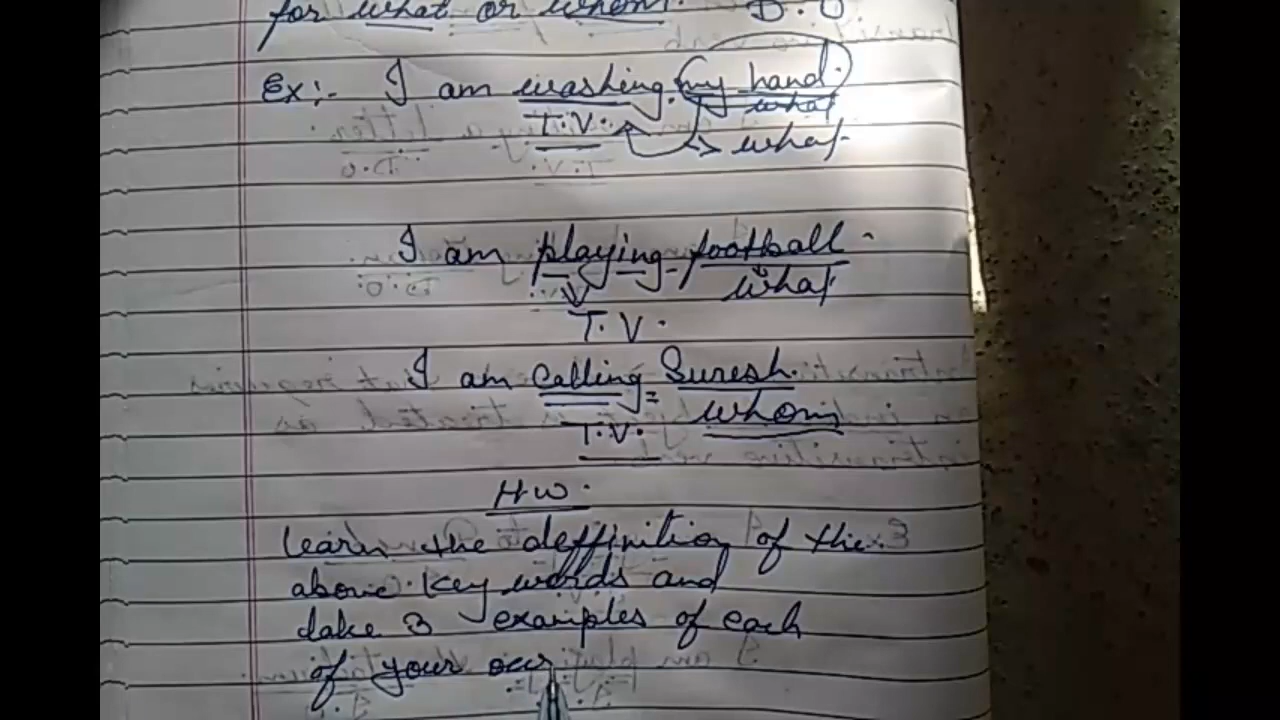 for what or whom. D.O
Ex:- I am washing my hand.
what
T.V. what.
I am playing football.
what
T.V.
I am calling Suresh.
whom
T.V.
H.W.
learn the deffinition of the
above key words and
take 3 examples of each
of your